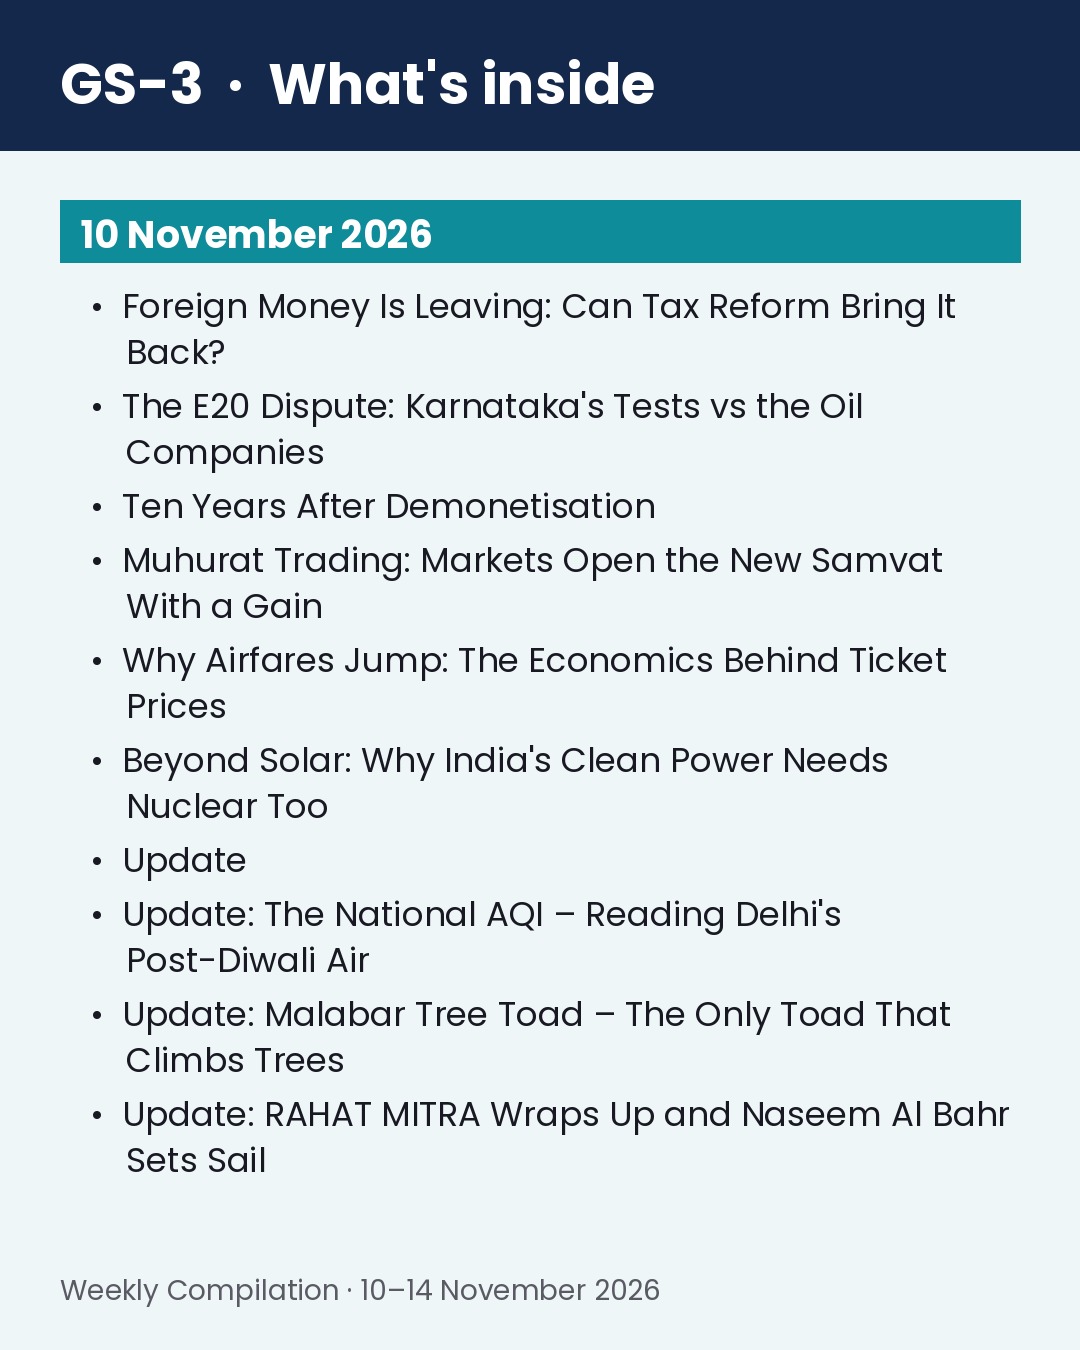 GS-3 · What's inside
10 November 2026
• Foreign Money Is Leaving: Can Tax Reform Bring It
Back?
• The E20 Dispute: Karnataka's Tests vs the Oil
Companies
• Ten Years After Demonetisation
• Muhurat Trading: Markets Open the New Samvat
With a Gain
• Why Airfares Jump: The Economics Behind Ticket
Prices
• Beyond Solar: Why India's Clean Power Needs
Nuclear Too
• Update
• Update: The National AQI – Reading Delhi's
Post-Diwali Air
• Update: Malabar Tree Toad – The Only Toad That
Climbs Trees
• Update: RAHAT MITRA Wraps Up and Naseem Al Bahr
Sets Sail
Weekly Compilation · 10–14 November 2026